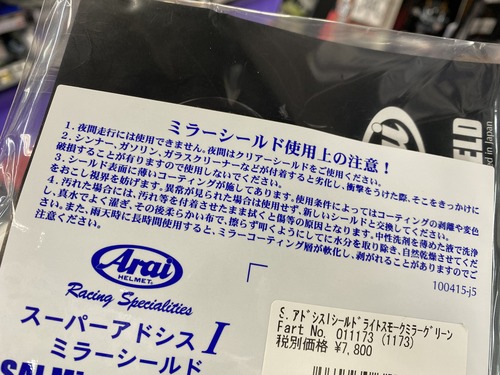 ミラーシールド使用上の注意!
1. 夜間走行には使用できません。夜間はクリアーシールドをご使用ください。
2. シンナー、ガソリン、ガラスクリーナーなどが付着すると劣化し、衝撃をうけた際、そこをきっかけに
破損することが有りますので使用しないでください。
3. シールド表面に薄いコーティングが施してあります。使用条件によってはコーティングの剥離や変色
をおこし視界を妨げます。異常が見られた場合は使用せず、新しいシールドと交換してください。
4. 汚れた場合には、汚れ等を付着させたまま拭くと傷等の原因となります。中性洗剤を薄めた液で洗浄
し、真水でよく濯ぎ、その後柔らかい布で、擦らず叩くようにして水分を取り除き、自然乾燥させてくだ
さい。また、雨天時に長時間使用すると、ミラーコーティング層が軟化し、剥がれることがありますのでご
注意ください。
100415-j5
Arai
HELMET
Racing Specialities
スーパーアドシス I
ミラーシールド
ELD
ed in Japan
S.アドシスIシールドライトスモークミラーグリーン
Part No. 011173 (1173)
税別価格 ¥7,800